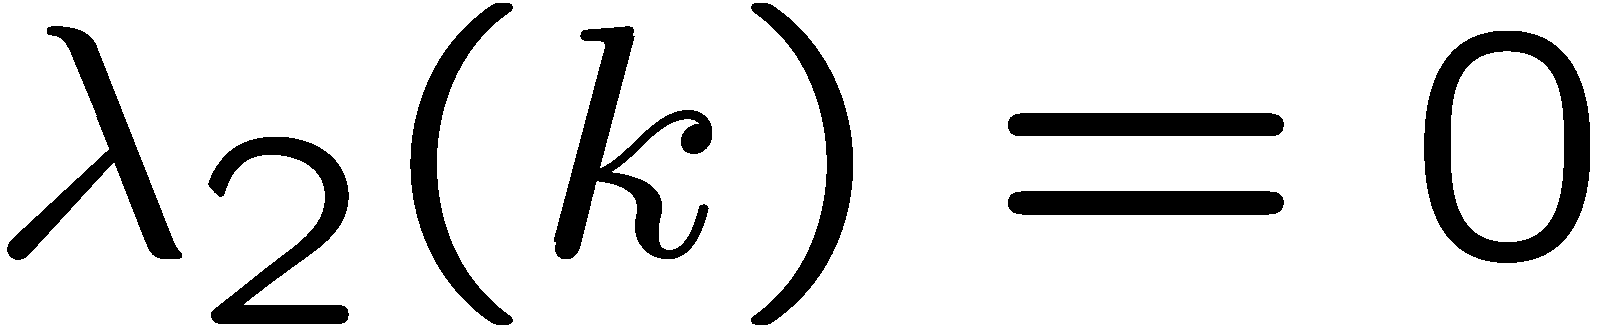 λ₂(k) = 0